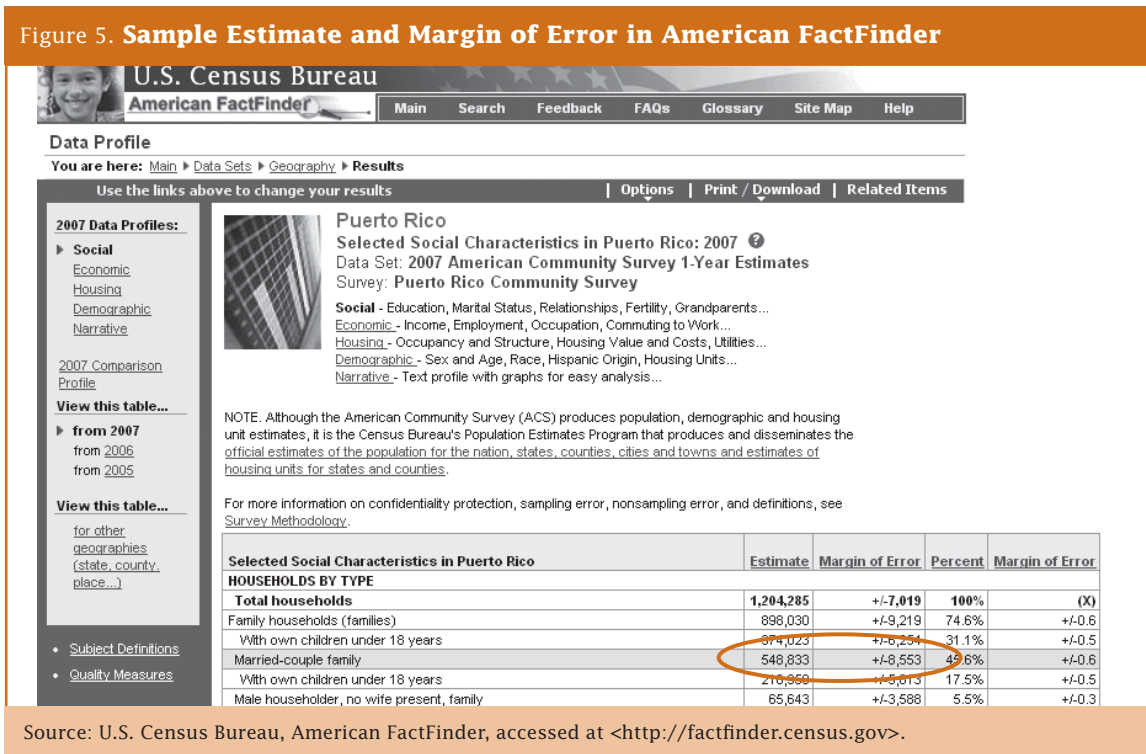 Figure 5. Sample Estimate and Margin of Error in American FactFinder
U.S. Census Bureau
American FactFinder
Main Search Feedback FAQs Glossary Site Map Help
Data Profile
You are here: Main ▶ Data Sets ▶ Geography ▶ Results
Use the links above to change your results | Options | Print / Download | Related Items
2007 Data Profiles:
Social
Economic
Housing
Demographic
Narrative
2007 Comparison
Profile
View this table...
from 2007
from 2006
from 2005
View this table...
for other
geographies
(state, county,
place...)
• Subject Definitions
• Quality Measures
Puerto Rico
Selected Social Characteristics in Puerto Rico: 2007 ?
Data Set: 2007 American Community Survey 1-Year Estimates
Survey: Puerto Rico Community Survey
Social - Education, Marital Status, Relationships, Fertility, Grandparents...
Economic - Income, Employment, Occupation, Commuting to Work...
Housing - Occupancy and Structure, Housing Value and Costs, Utilities...
Demographic - Sex and Age, Race, Hispanic Origin, Housing Units...
Narrative - Text profile with graphs for easy analysis...
NOTE. Although the American Community Survey (ACS) produces population, demographic and housing
unit estimates, it is the Census Bureau's Population Estimates Program that produces and disseminates the
official estimates of the population for the nation, states, counties, cities and towns and estimates of
housing units for states and counties.
For more information on confidentiality protection, sampling error, nonsampling error, and definitions, see
Survey Methodology.
Selected Social Characteristics in Puerto Rico Estimate Margin of Error Percent Margin of Error
HOUSEHOLDS BY TYPE
Total households 1,204,285 +/-7,019 100% (X)
Family households (families) 898,030 +/-9,219 74.6% +/-0.6
With own children under 18 years 374,023 +/-6,254 31.1% +/-0.5
Married-couple family 548,833 +/-8,553 45.6% +/-0.6
With own children under 18 years 17.5% +/-0.5
Male householder, no wife present, family 65,643 +/-3,588 5.5% +/-0.3
Source: U.S. Census Bureau, American FactFinder, accessed at <http://factfinder.census.gov>.